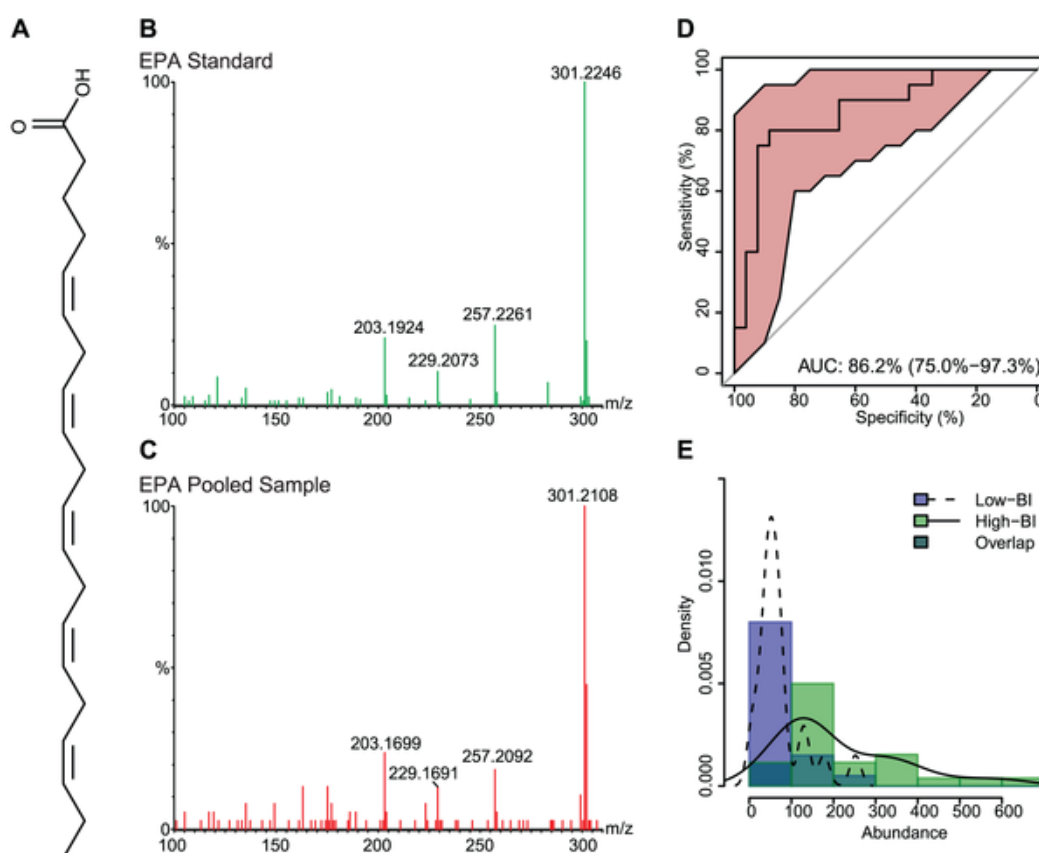 A
OH
O
B
EPA Standard
100
301.2246
%
257.2261
203.1924
229.2073
0
100
150
200
250
300
m/z
C
EPA Pooled Sample
100
301.2108
%
203.1699
257.2092
229.1691
0
100
150
200
250
300
m/z
D
100
80
60
40
20
0
Sensitivity (%)
AUC: 86.2% (75.0%–97.3%)
100 80 60 40 20 0
Specificity (%)
E
Low–BI
High–BI
Overlap
0.010
0.005
0.000
Density
0 100 200 300 400 500 600
Abundance